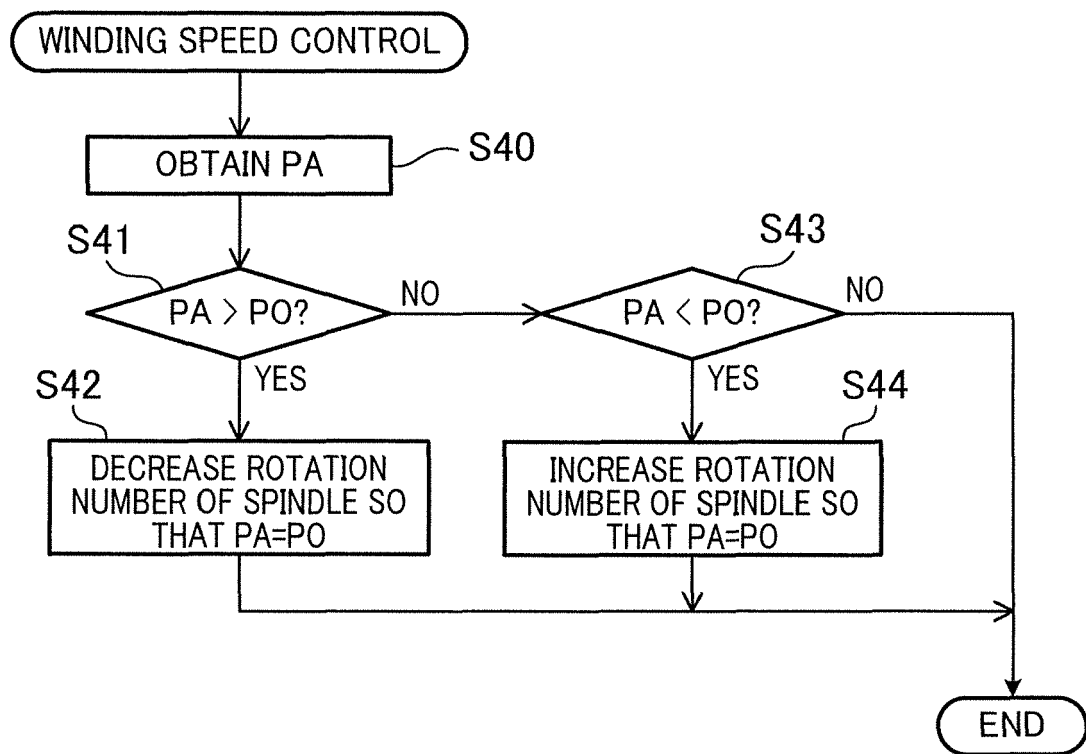 WINDING SPEED CONTROL
OBTAIN PA
S40
S41
PA > PO?
NO
YES
S43
PA < PO?
NO
YES
S42
DECREASE ROTATION
NUMBER OF SPINDLE SO
THAT PA=PO
S44
INCREASE ROTATION
NUMBER OF SPINDLE SO
THAT PA=PO
END